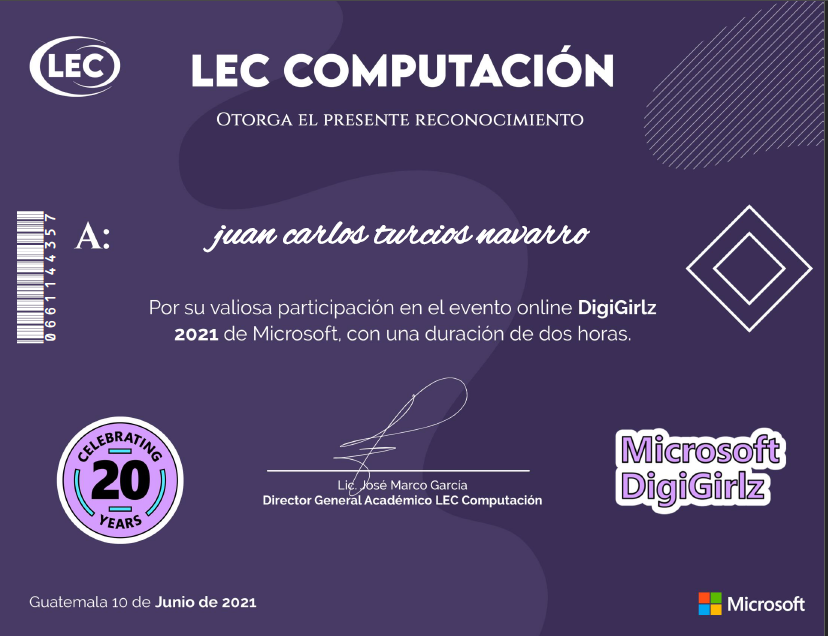 LEC
LEC COMPUTACIÓN
OTORGA EL PRESENTE RECONOCIMIENTO
A:
juan carlos turcios navarro
0661144357
Por su valiosa participación en el evento online DigiGirlz
2021 de Microsoft, con una duración de dos horas.
CELEBRATING
20
YEARS
Lic. José Marco García
Director General Académico LEC Computación
Microsoft
DigiGirlz
Guatemala 10 de Junio de 2021
Microsoft